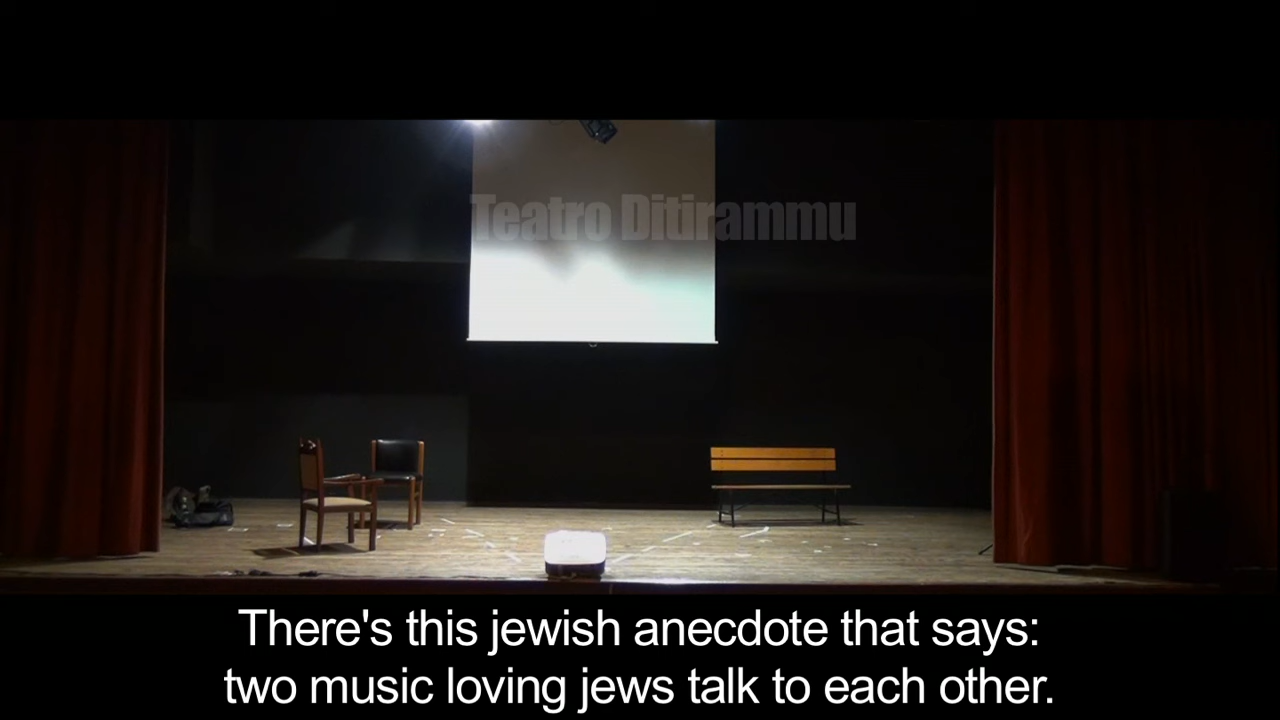 Teatro Ditirammu
There's this jewish anecdote that says:
two music loving jews talk to each other.